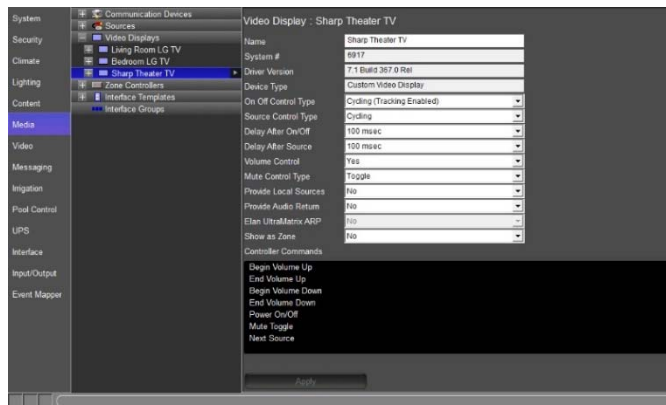 System
Security
Climate
Lighting
Content
Media
Video
Messaging
Irrigation
Pool Control
UPS
Interface
Input/Output
Event Mapper
Communication Devices
Sources
Video Displays
Living Room LG TV
Bedroom LG TV
Sharp Theater TV
Zone Controllers
Interface Templates
Interface Groups
Video Display : Sharp Theater TV
Name Sharp Theater TV
System # 6917
Driver Version 7.1 Build 367.0 Rel
Device Type Custom Video Display
On Off Control Type Cycling (Tracking Enabled)
Source Control Type Cycling
Delay After On/Off 100 msec
Delay After Source 100 msec
Volume Control Yes
Mute Control Type Toggle
Provide Local Sources No
Provide Audio Return No
Elan UltraMatrix ARP No
Show as Zone No
Controller Commands
Begin Volume Up
End Volume Up
Begin Volume Down
End Volume Down
Power On/Off
Mute Toggle
Next Source
Apply